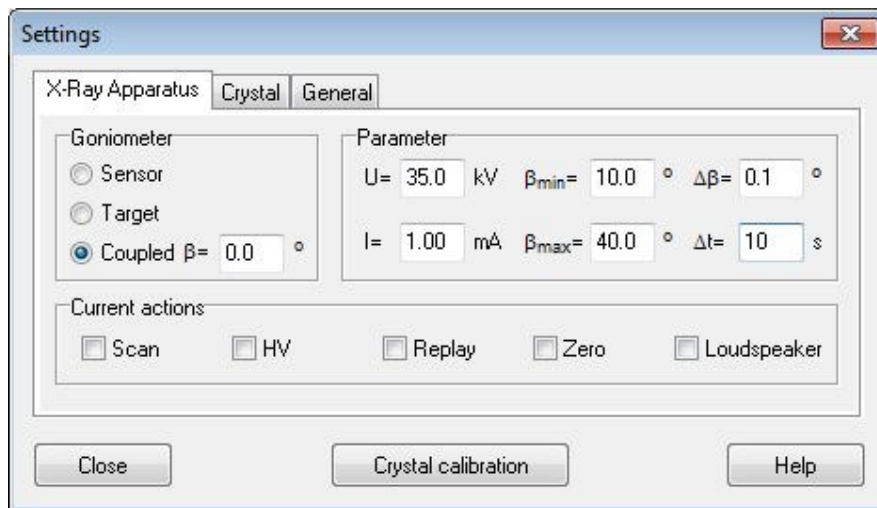 Settings
X-Ray Apparatus Crystal General
Goniometer
Sensor
Target
Coupled β= 0.0 °
Parameter
U= 35.0 kV βmin= 10.0 ° Δβ= 0.1 °
I= 1.00 mA βmax= 40.0 ° Δt= 10 s
Current actions
Scan HV Replay Zero Loudspeaker
Close Crystal calibration Help